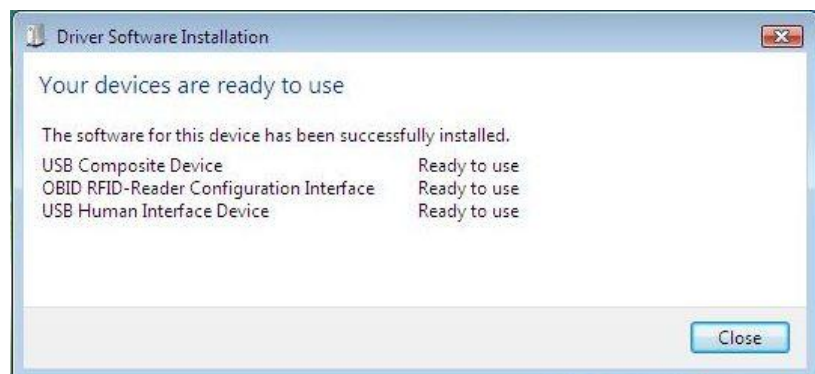 Driver Software Installation
Your devices are ready to use
The software for this device has been successfully installed.
USB Composite Device Ready to use
OBID RFID-Reader Configuration Interface Ready to use
USB Human Interface Device Ready to use
Close